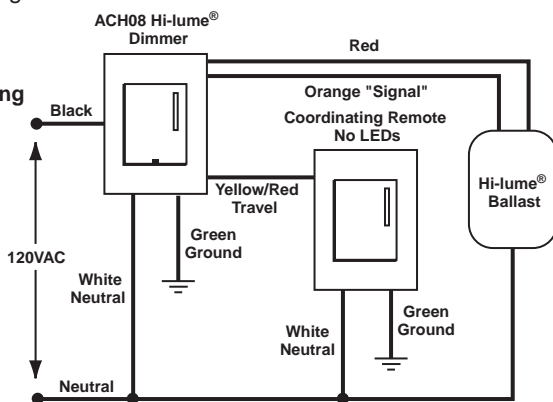 ACH08 Hi-lume®
Dimmer
Red
ng
Black
Orange "Signal"
Coordinating Remote
No LEDs
Hi-lume®
Ballast
Yellow/Red
Travel
Green
Ground
120VAC
White
Neutral
Green
Ground
White
Neutral
Neutral